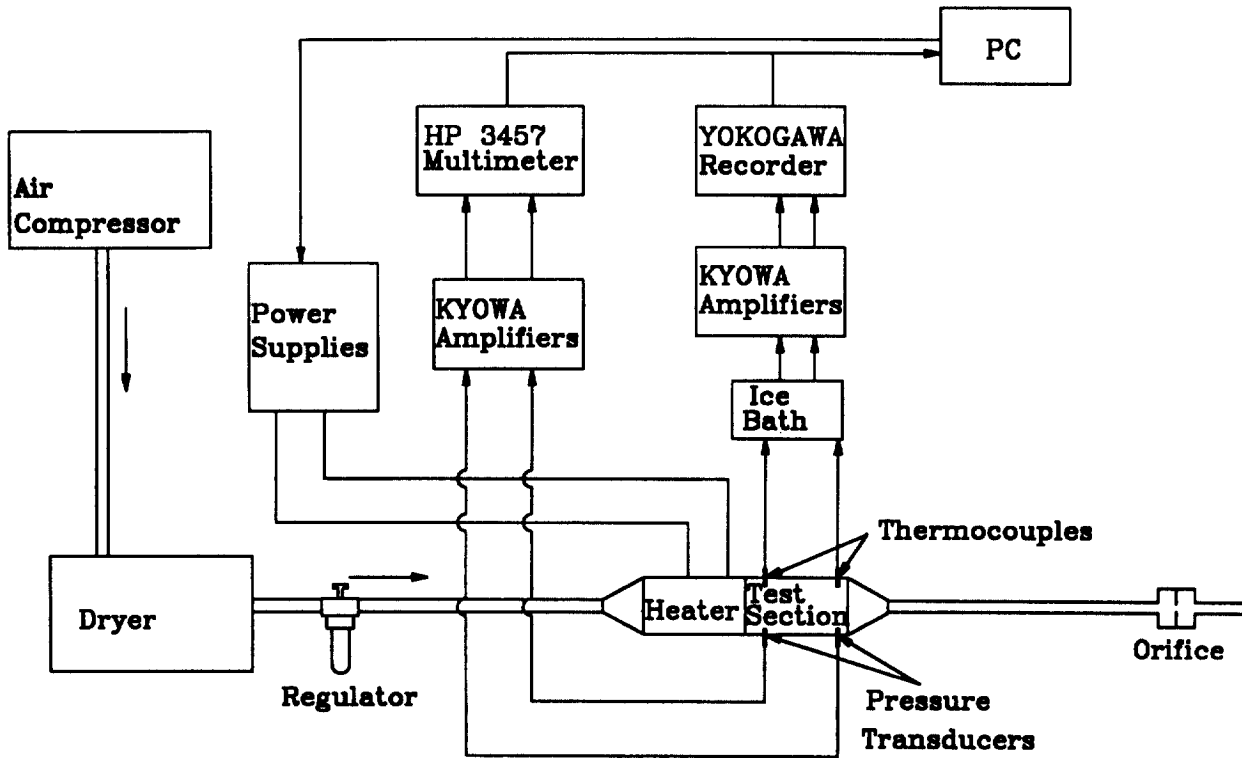 PC
HP 3457
Multimeter
YOKOGAWA
Recorder
Air
Compressor
Power
Supplies
KYOWA
Amplifiers
KYOWA
Amplifiers
Ice
Bath
Thermocouples
Dryer
Heater
Test
Section
Regulator
Orifice
Pressure
Transducers